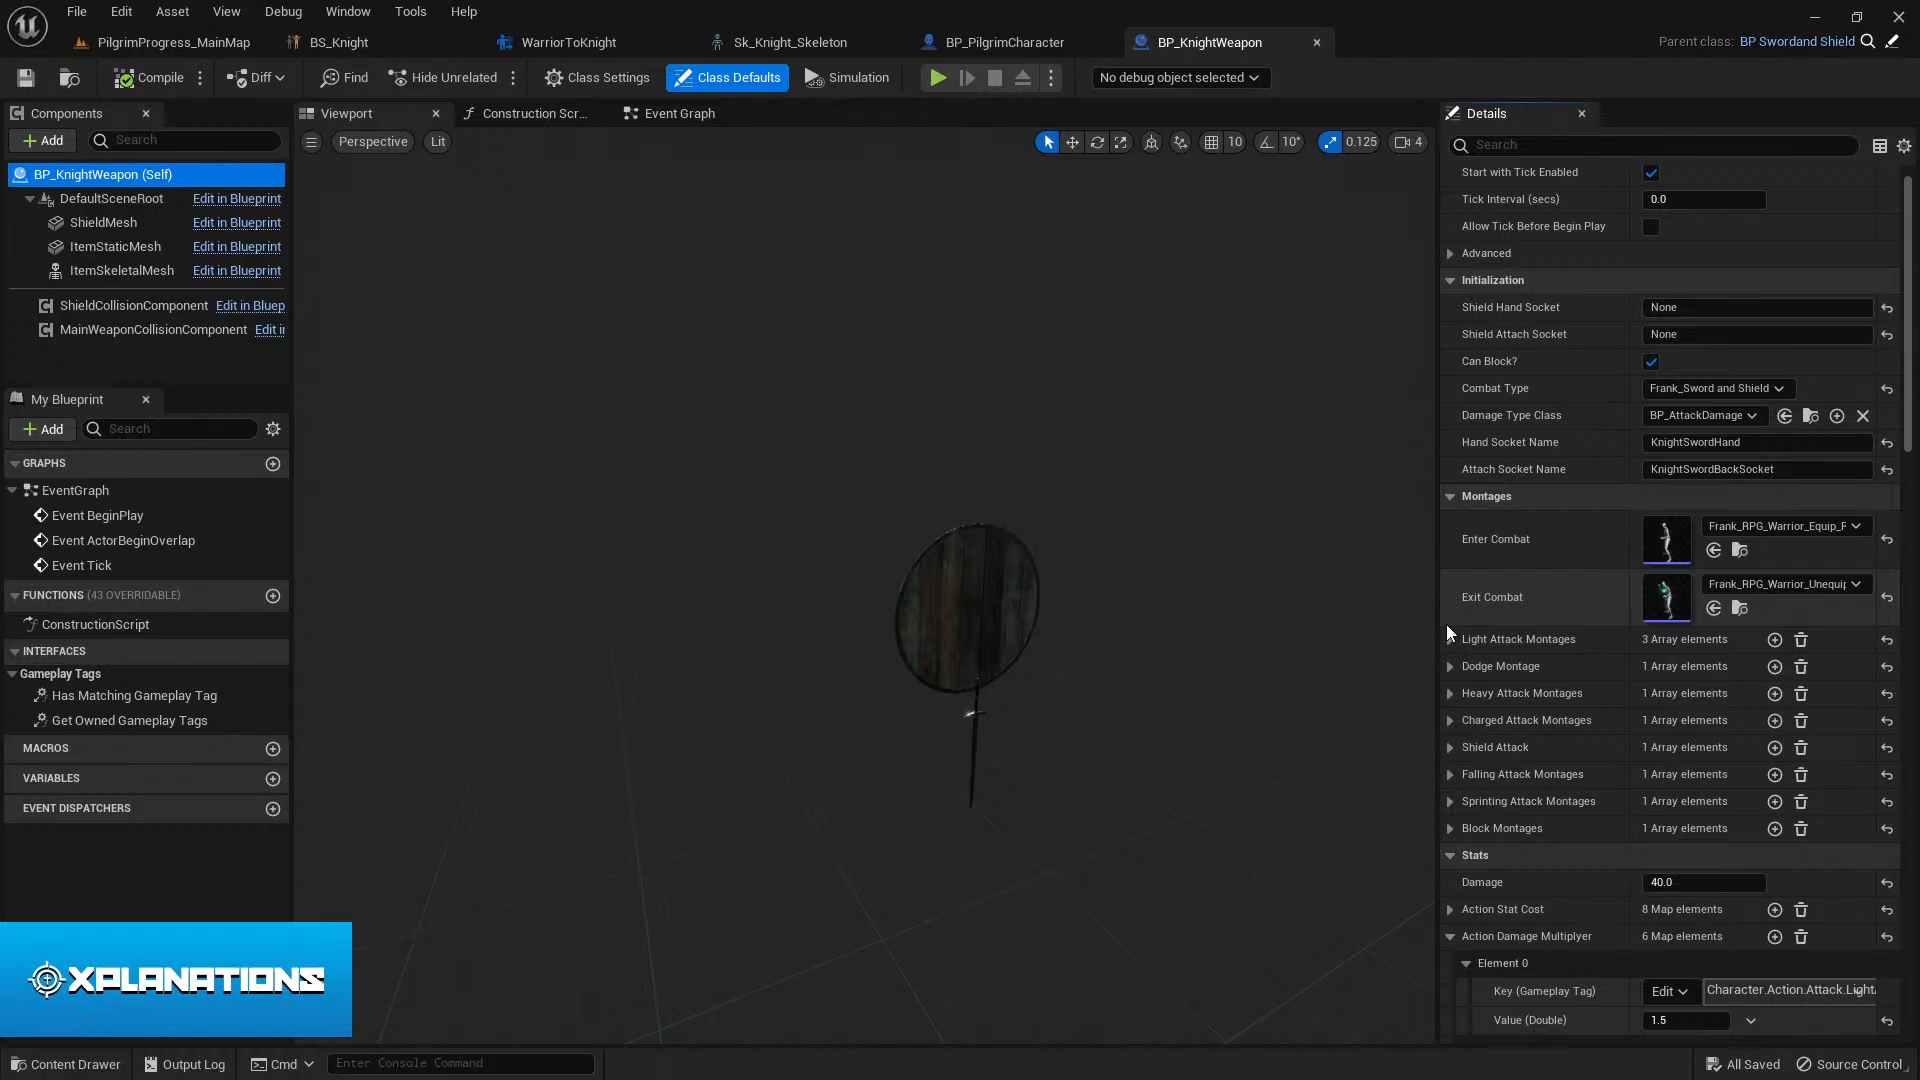 File Edit Asset View Debug Window Tools Help
PilgrimProgress_MainMap BS_Knight WarriorToKnight Sk_Knight_Skeleton BP_PilgrimCharacter BP_KnightWeapon
Parent class: BP Swordand Shield
Compile Diff Find Hide Unrelated Class Settings Class Defaults Simulation No debug object selected
Components Viewport Construction Scr... Event Graph Details
Add Search Perspective Lit 10 10° 0.125 4 Search
BP_KnightWeapon (Self)
DefaultSceneRoot Edit in Blueprint
ShieldMesh Edit in Blueprint
ItemStaticMesh Edit in Blueprint
ItemSkeletalMesh Edit in Blueprint
ShieldCollisionComponent Edit in Bluep
MainWeaponCollisionComponent Edit i
My Blueprint
Add Search
GRAPHS
EventGraph
Event BeginPlay
Event ActorBeginOverlap
Event Tick
FUNCTIONS (43 OVERRIDABLE)
ConstructionScript
INTERFACES
Gameplay Tags
Has Matching Gameplay Tag
Get Owned Gameplay Tags
MACROS
VARIABLES
EVENT DISPATCHERS
Start with Tick Enabled
Tick Interval (secs) 0.0
Allow Tick Before Begin Play
Advanced
Initialization
Shield Hand Socket None
Shield Attach Socket None
Can Block?
Combat Type Frank_Sword and Shield
Damage Type Class BP_AttackDamage
Hand Socket Name KnightSwordHand
Attach Socket Name KnightSwordBackSocket
Montages
Enter Combat Frank_RPG_Warrior_Equip_F
Exit Combat Frank_RPG_Warrior_Unequip
Light Attack Montages 3 Array elements
Dodge Montage 1 Array elements
Heavy Attack Montages 1 Array elements
Charged Attack Montages 1 Array elements
Shield Attack 1 Array elements
Falling Attack Montages 1 Array elements
Sprinting Attack Montages 1 Array elements
Block Montages 1 Array elements
Stats
Damage 40.0
Action Stat Cost 8 Map elements
Action Damage Multiplyer 6 Map elements
Element 0
Key (Gameplay Tag) Edit Character.Action.Attack.Light
Value (Double) 1.5
XPLANATIONS
Content Drawer Output Log Cmd Enter Console Command All Saved Source Control